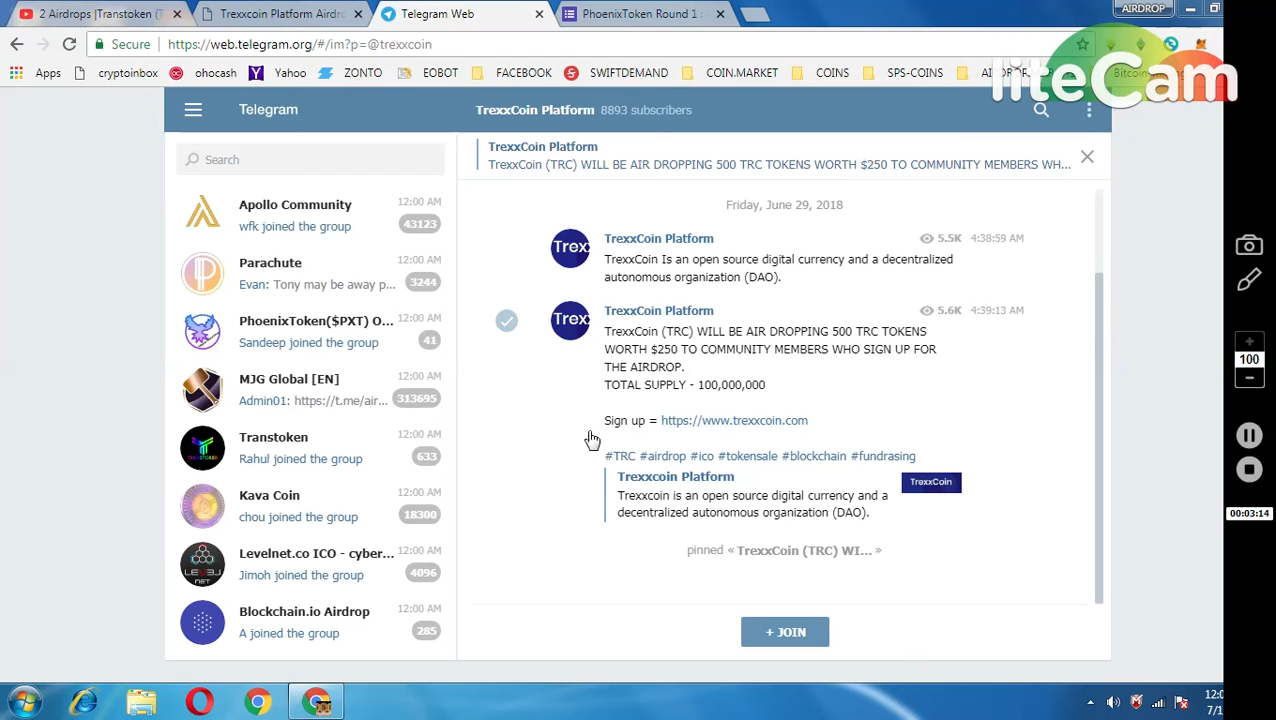 2 Airdrops |Transtoken (T
Trexxcoin Platform Airdr
Telegram Web
PhoenixToken Round 1 :
AIRDROP
Secure
https://web.telegram.org/#/im?p=@trexxcoin
Apps
cryptoinbox
ohocash
Yahoo
ZONTO
EOBOT
FACEBOOK
SWIFTDEMAND
COIN.MARKET
COINS
SPS-COINS
liteCam
Telegram
TrexxCoin Platform 8893 subscribers
Search
TrexxCoin Platform
TrexxCoin (TRC) WILL BE AIR DROPPING 500 TRC TOKENS WORTH $250 TO COMMUNITY MEMBERS WH...
Apollo Community 12:00 AM
wfk joined the group 43123
Parachute 12:00 AM
Evan: Tony may be away p... 3244
PhoenixToken($PXT) O... 12:00 AM
Sandeep joined the group 41
MJG Global [EN] 12:00 AM
Admin01: https://t.me/air... 313695
Transtoken 12:00 AM
Rahul joined the group 633
Kava Coin 12:00 AM
chou joined the group 18300
Levelnet.co ICO - cyber... 12:00 AM
Jimoh joined the group 4096
Blockchain.io Airdrop 12:00 AM
A joined the group 285
Friday, June 29, 2018
Trex
TrexxCoin Platform 5.5K 4:38:59 AM
TrexxCoin Is an open source digital currency and a decentralized
autonomous organization (DAO).
Trex
TrexxCoin Platform 5.6K 4:39:13 AM
TrexxCoin (TRC) WILL BE AIR DROPPING 500 TRC TOKENS
WORTH $250 TO COMMUNITY MEMBERS WHO SIGN UP FOR
THE AIRDROP.
TOTAL SUPPLY - 100,000,000
Sign up = https://www.trexxcoin.com
#TRC #airdrop #ico #tokensale #blockchain #fundrasing
Trexxcoin Platform
Trexxcoin is an open source digital currency and a
decentralized autonomous organization (DAO).
TrexxCoin
pinned « TrexxCoin (TRC) WI... »
+ JOIN
100
00:03:14